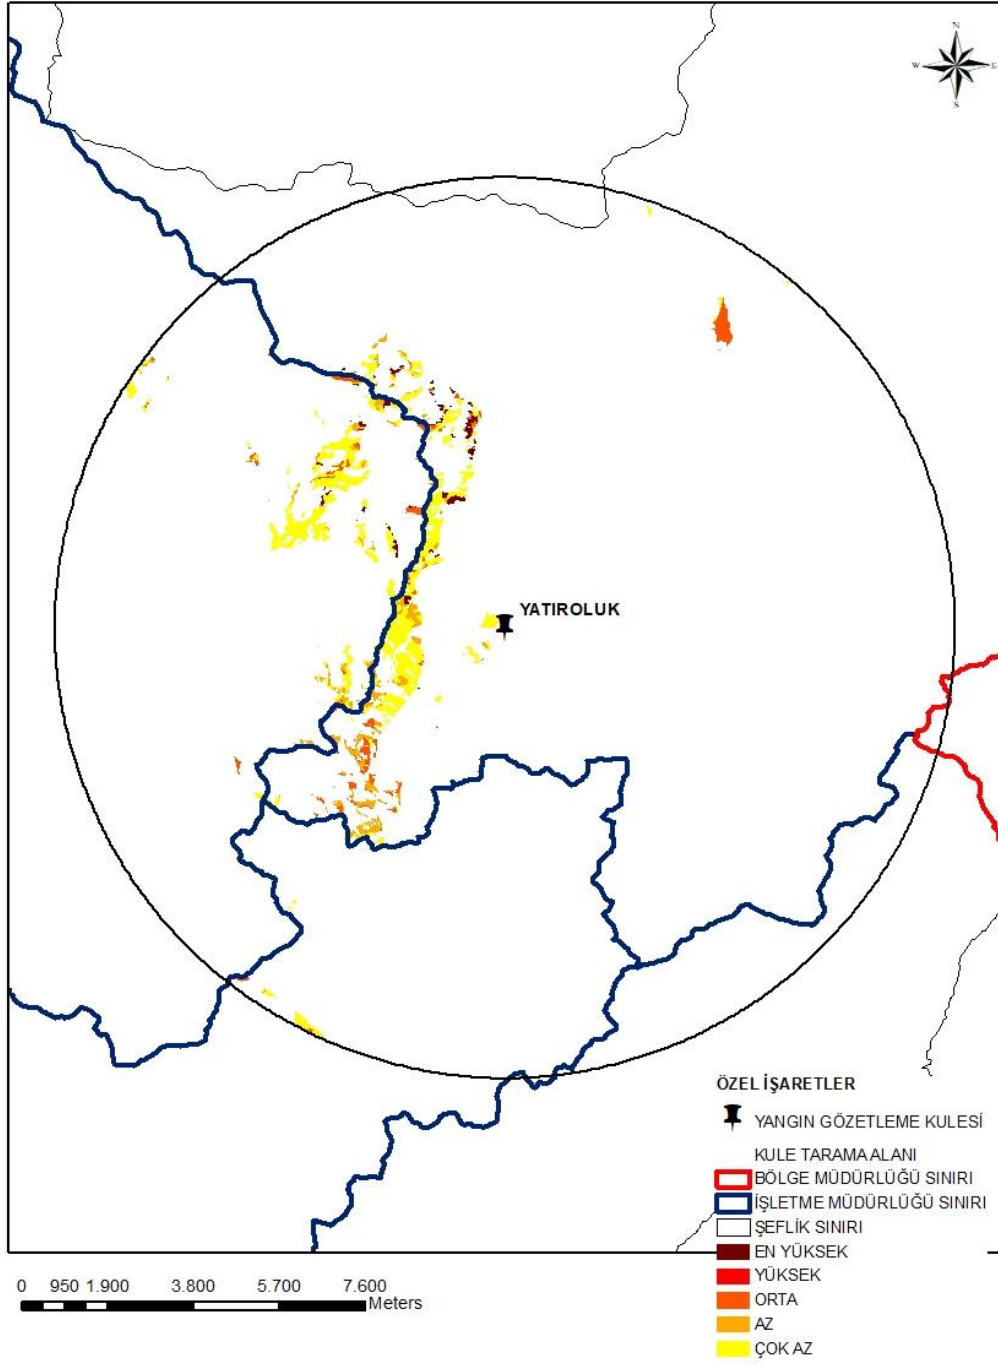 N
W E
S
YATIROLUK
ÖZEL İŞARETLER
YANGIN GÖZETLEME KULESİ
KULE TARAMA ALANI
BÖLGE MÜDÜRLÜĞÜ SINIRI
İŞLETME MÜDÜRLÜĞÜ SINIRI
ŞEFLİK SINIRI
EN YÜKSEK
YÜKSEK
ORTA
AZ
ÇOK AZ
0 950 1.900 3.800 5.700 7.600
Meters